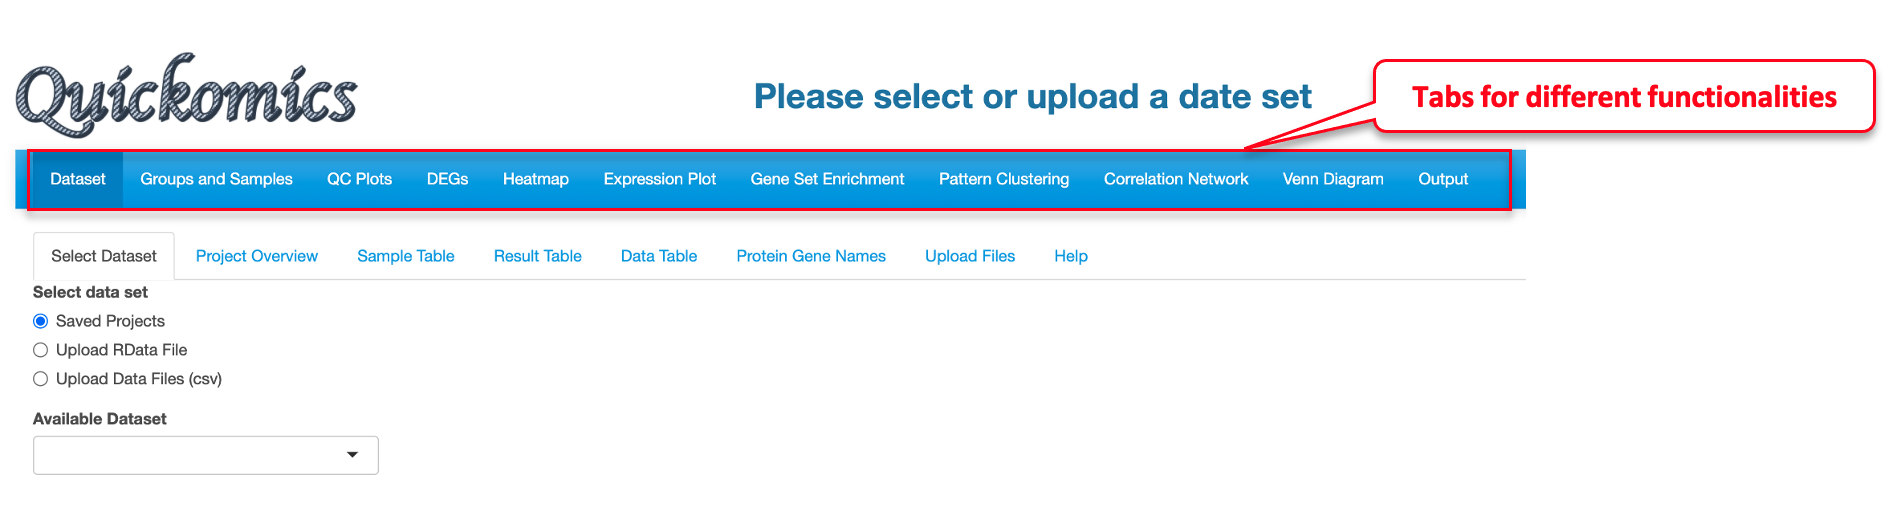 Quickomics
Please select or upload a date set
Tabs for different functionalities
Dataset Groups and Samples QC Plots DEGs Heatmap Expression Plot Gene Set Enrichment Pattern Clustering Correlation Network Venn Diagram Output
Select Dataset Project Overview Sample Table Result Table Data Table Protein Gene Names Upload Files Help
Select data set
Saved Projects
Upload RData File
Upload Data Files (csv)
Available Dataset